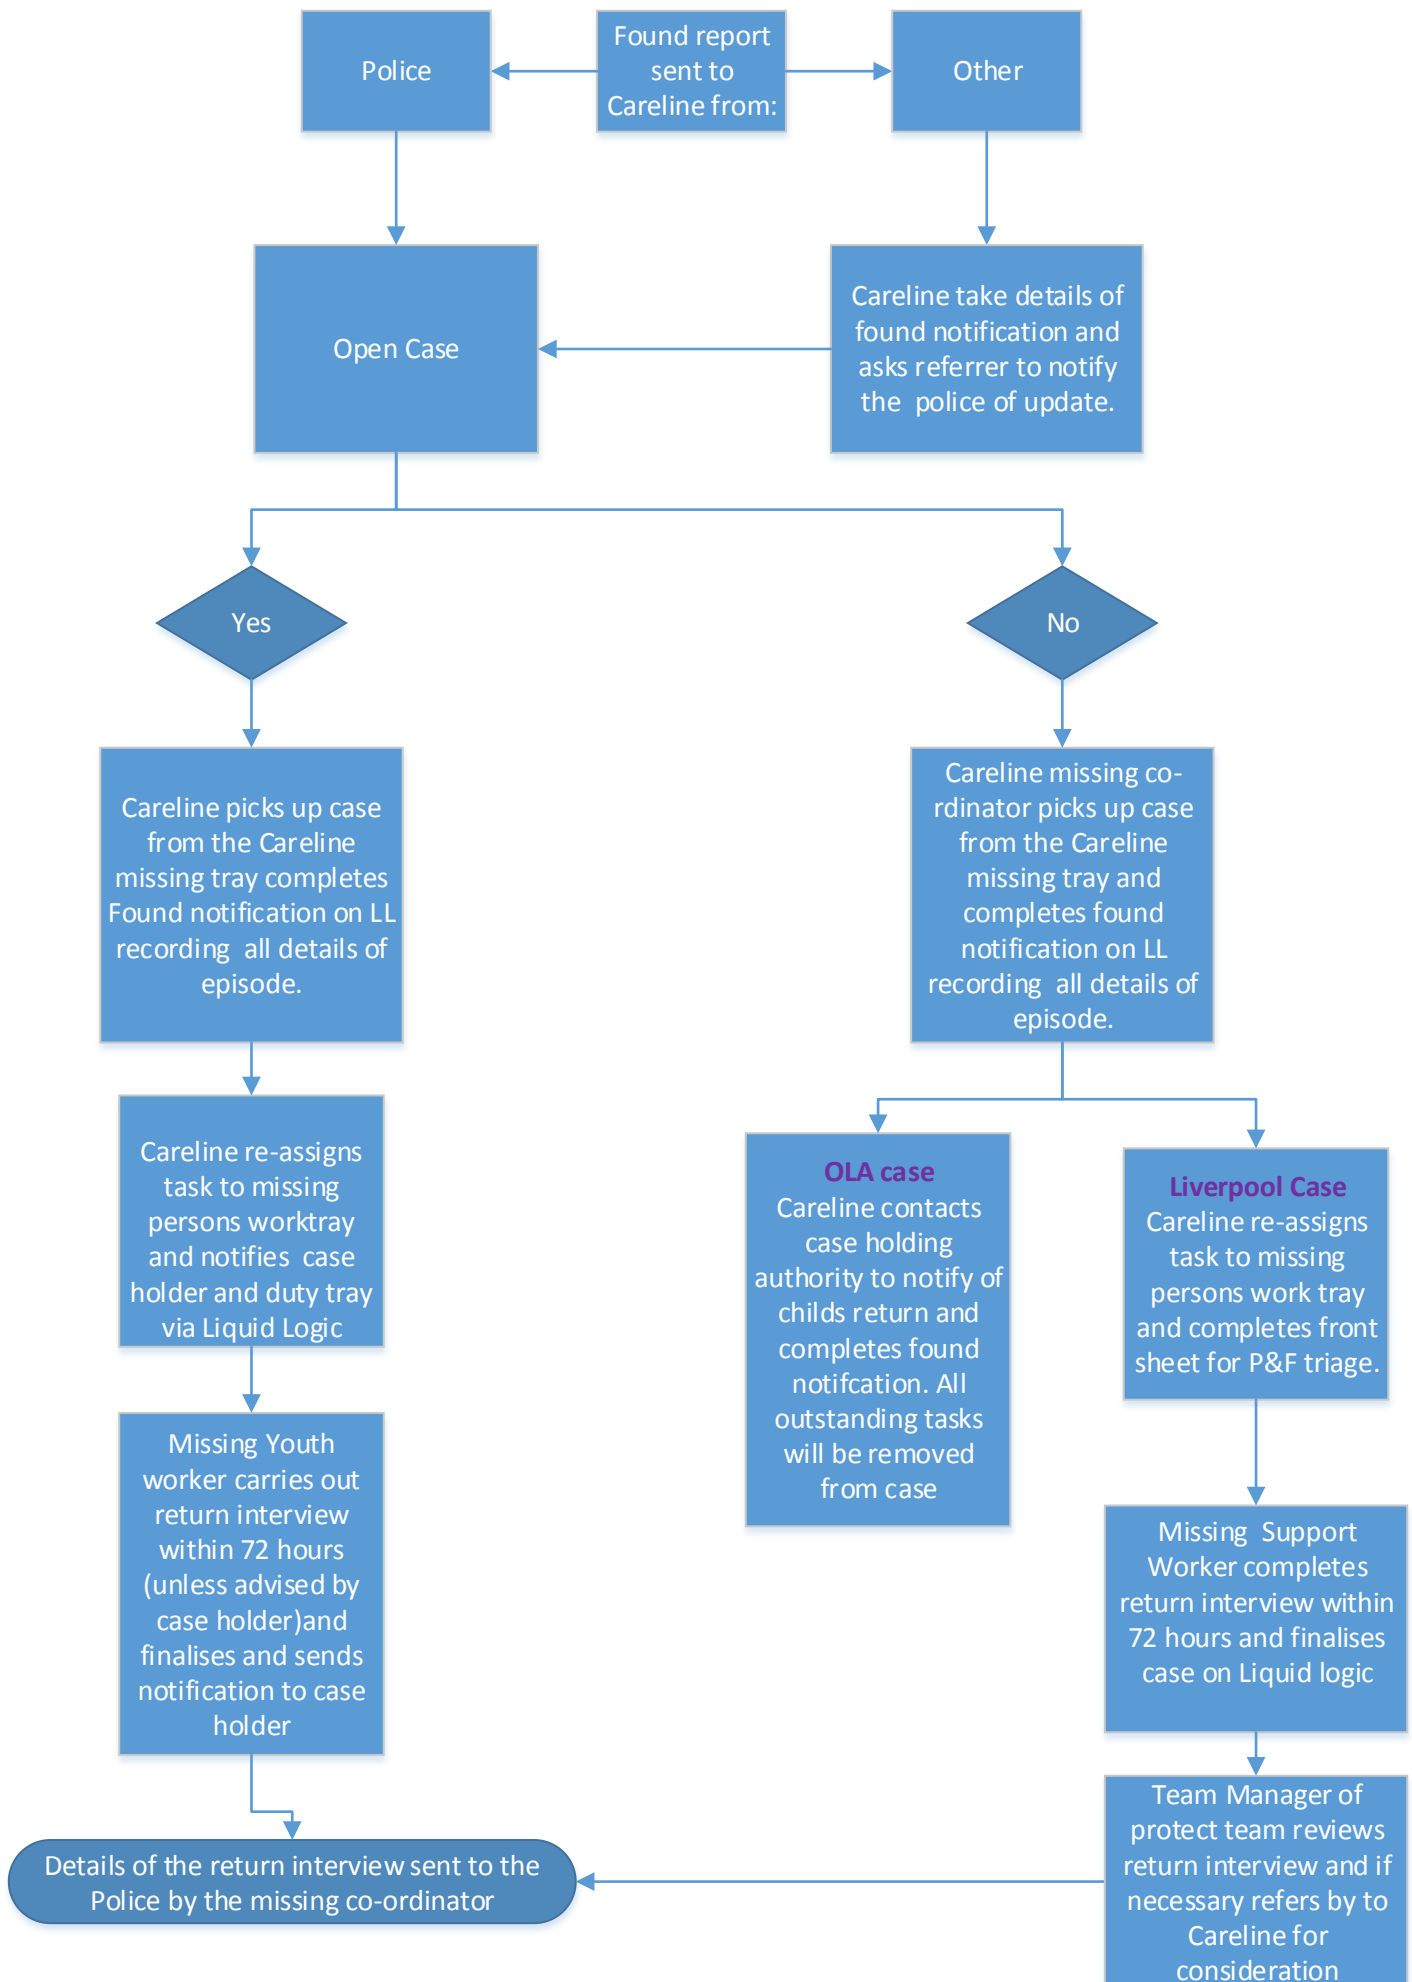 Police
Found report
sent to
Careline from:
Other
Open Case
Careline take details of
found notification and
asks referrer to notify
the police of update.
Yes
No
Careline picks up case
from the Careline
missing tray completes
Found notification on LL
recording all details of
episode.
Careline missing co-
rdinator picks up case
from the Careline
missing tray and
completes found
notification on LL
recording all details of
episode.
Careline re-assigns
task to missing
persons worktray
and notifies case
holder and duty tray
via Liquid Logic
OLA case
Careline contacts
case holding
authority to notify of
childs return and
completes found
notifcation. All
outstanding tasks
will be removed
from case
Liverpool Case
Careline re-assigns
task to missing
persons work tray
and completes front
sheet for P&F triage.
Missing Youth
worker carries out
return interview
within 72 hours
(unless advised by
case holder)and
finalises and sends
notification to case
holder
Missing Support
Worker completes
return interview within
72 hours and finalises
case on Liquid logic
Team Manager of
protect team reviews
return interview and if
necessary refers by to
Careline for
consideration
Details of the return interview sent to the
Police by the missing co-ordinator